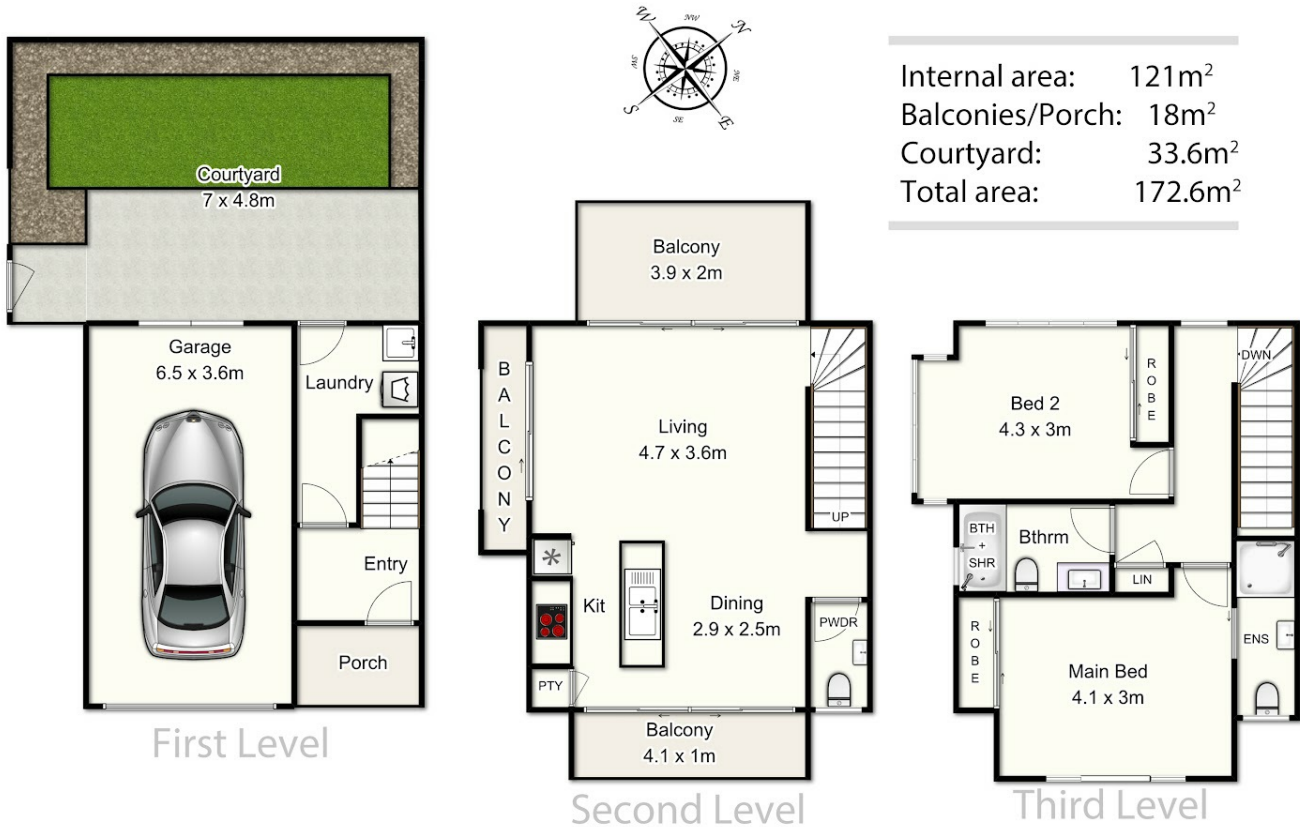 W
NW
N
SW
NE
S
SE
E
Internal area: 121m²
Balconies/Porch: 18m²
Courtyard: 33.6m²
Total area: 172.6m²
Courtyard
7 x 4.8m
Garage
6.5 x 3.6m
Laundry
Entry
Porch
First Level
Balcony
3.9 x 2m
BALCONY
Living
4.7 x 3.6m
UP
Kit
Dining
2.9 x 2.5m
PWDR
PTY
Balcony
4.1 x 1m
Second Level
DWN
ROBE
Bed 2
4.3 x 3m
BTH
+
SHR
Bthrm
LIN
ROBE
Main Bed
4.1 x 3m
ENS
Third Level